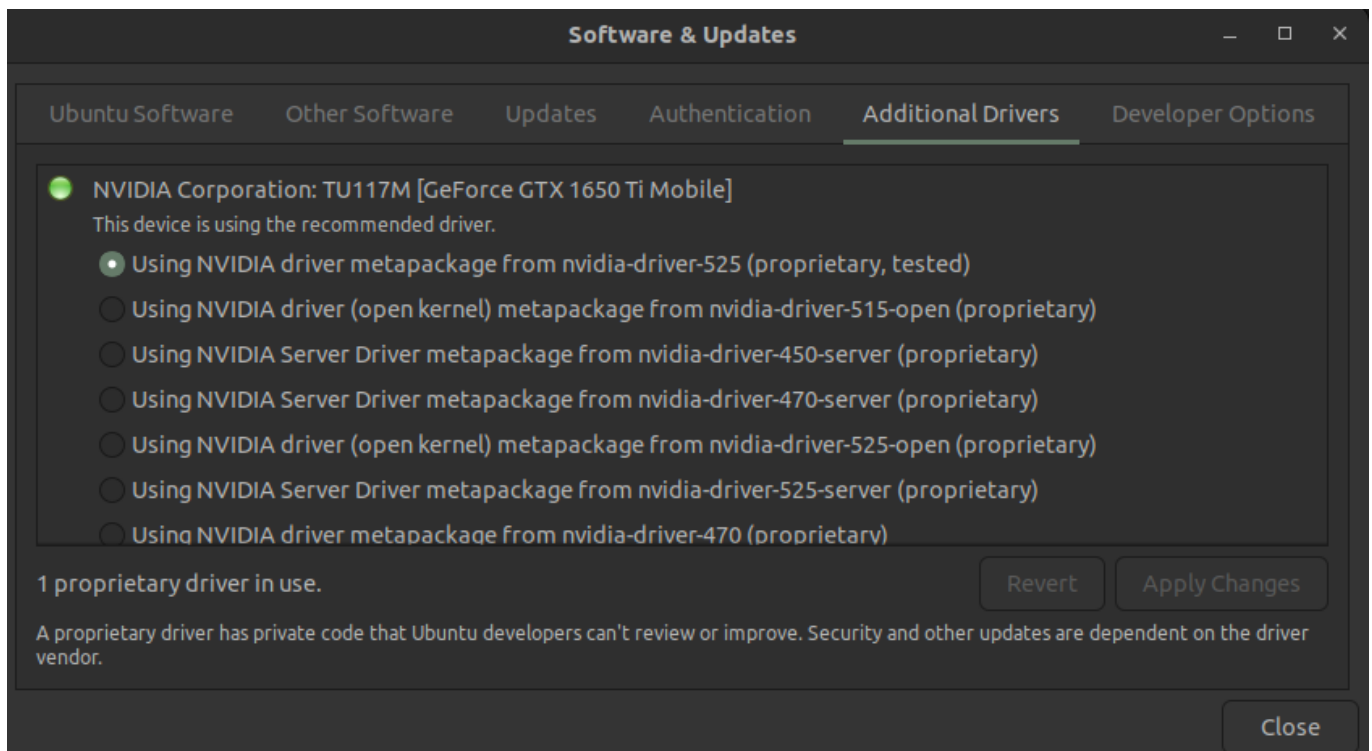 Software & Updates
Ubuntu Software Other Software Updates Authentication Additional Drivers Developer Options
NVIDIA Corporation: TU117M [GeForce GTX 1650 Ti Mobile]
This device is using the recommended driver.
Using NVIDIA driver metapackage from nvidia-driver-525 (proprietary, tested)
Using NVIDIA driver (open kernel) metapackage from nvidia-driver-515-open (proprietary)
Using NVIDIA Server Driver metapackage from nvidia-driver-450-server (proprietary)
Using NVIDIA Server Driver metapackage from nvidia-driver-470-server (proprietary)
Using NVIDIA driver (open kernel) metapackage from nvidia-driver-525-open (proprietary)
Using NVIDIA Server Driver metapackage from nvidia-driver-525-server (proprietary)
Using NVIDIA driver metapackage from nvidia-driver-470 (proprietary)
1 proprietary driver in use.
Revert Apply Changes
A proprietary driver has private code that Ubuntu developers can't review or improve. Security and other updates are dependent on the driver
vendor.
Close